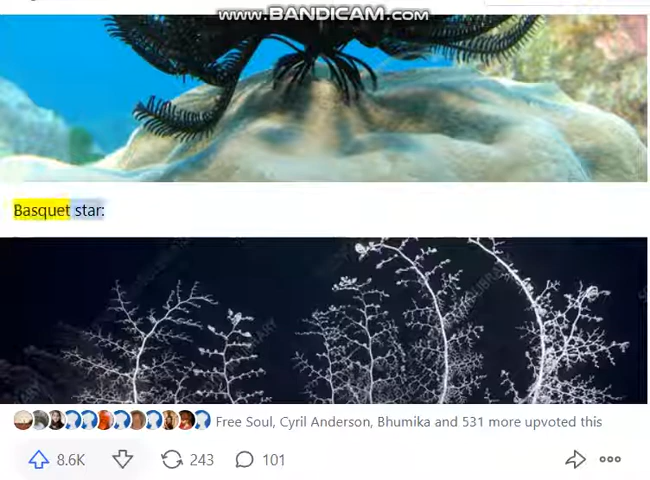 www.BANDICAM.com
Basquet star:
Free Soul, Cyril Anderson, Bhumika and 531 more upvoted this
8.6K
243
101